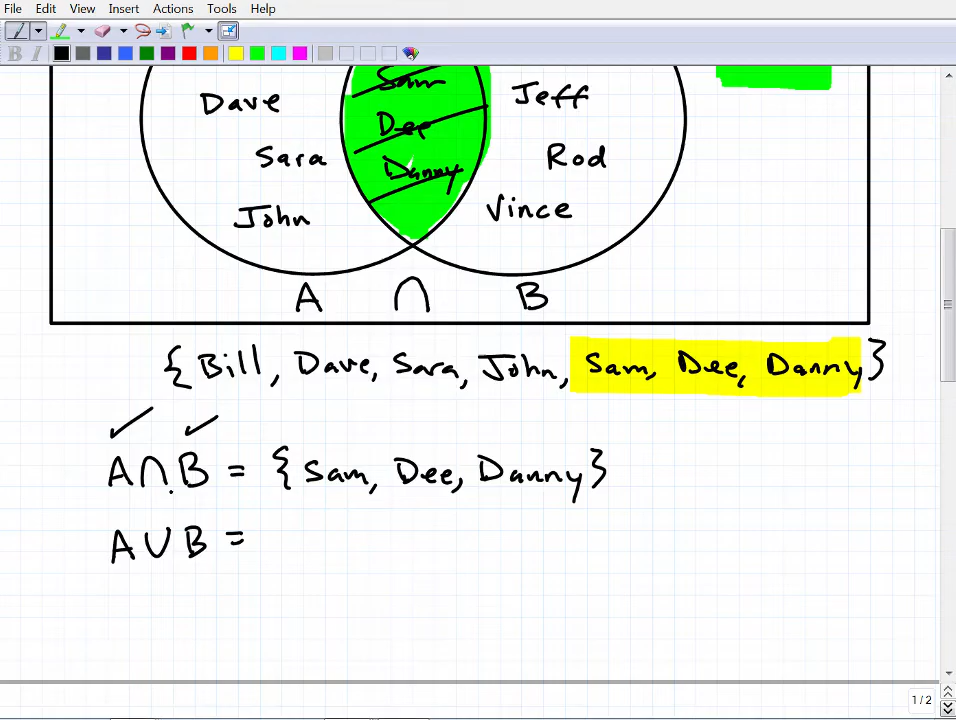 File Edit View Insert Actions Tools Help
B I
Sam
Dave Jeff
Dee
Sara Danny Rod
John Vince
A ∩ B
{Bill, Dave, Sara, John, Sam, Dee, Danny}
A∩B = {Sam, Dee, Danny}
A∪B =
1 / 2